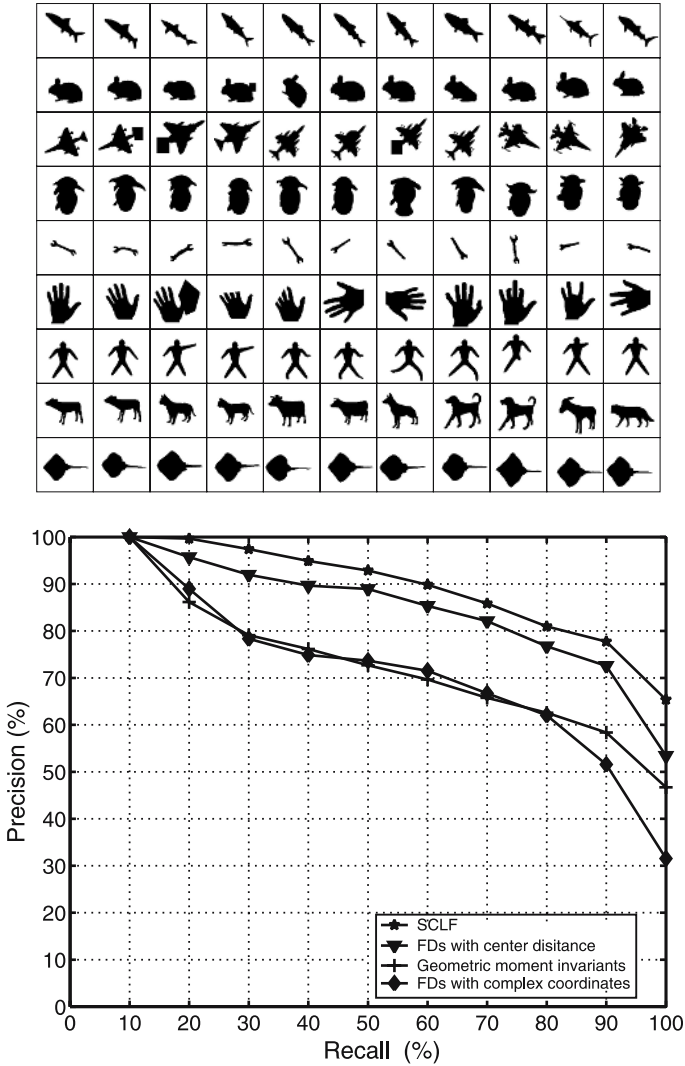 100
90
80
70
60
50
40
30
20
10
0
Precision (%)
SCLF
FDs with center disitance
Geometric moment invariants
FDs with complex coordinates
0 10 20 30 40 50 60 70 80 90 100
Recall (%)